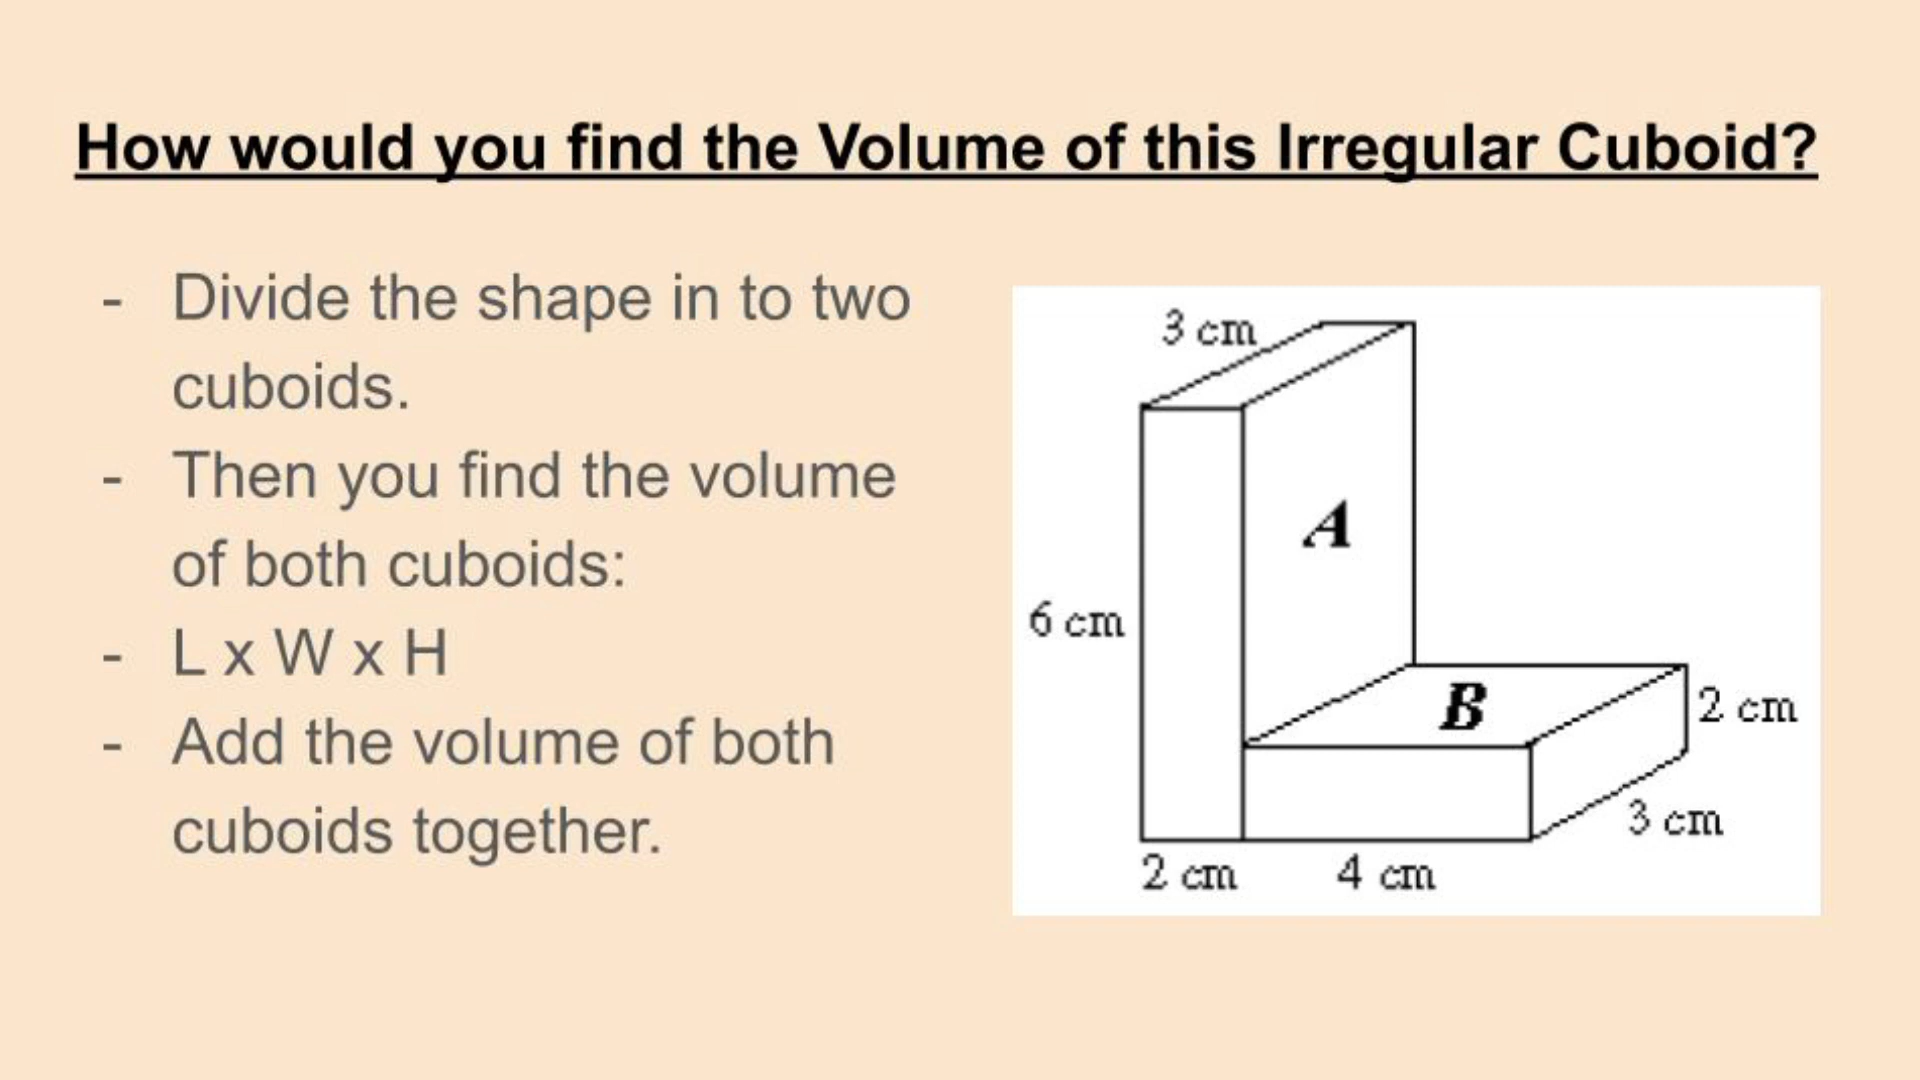 How would you find the Volume of this Irregular Cuboid?
- Divide the shape in to two
cuboids.
- Then you find the volume
of both cuboids:
- L x W x H
- Add the volume of both
cuboids together.
3 cm
A
6 cm
B
2 cm
3 cm
2 cm
4 cm